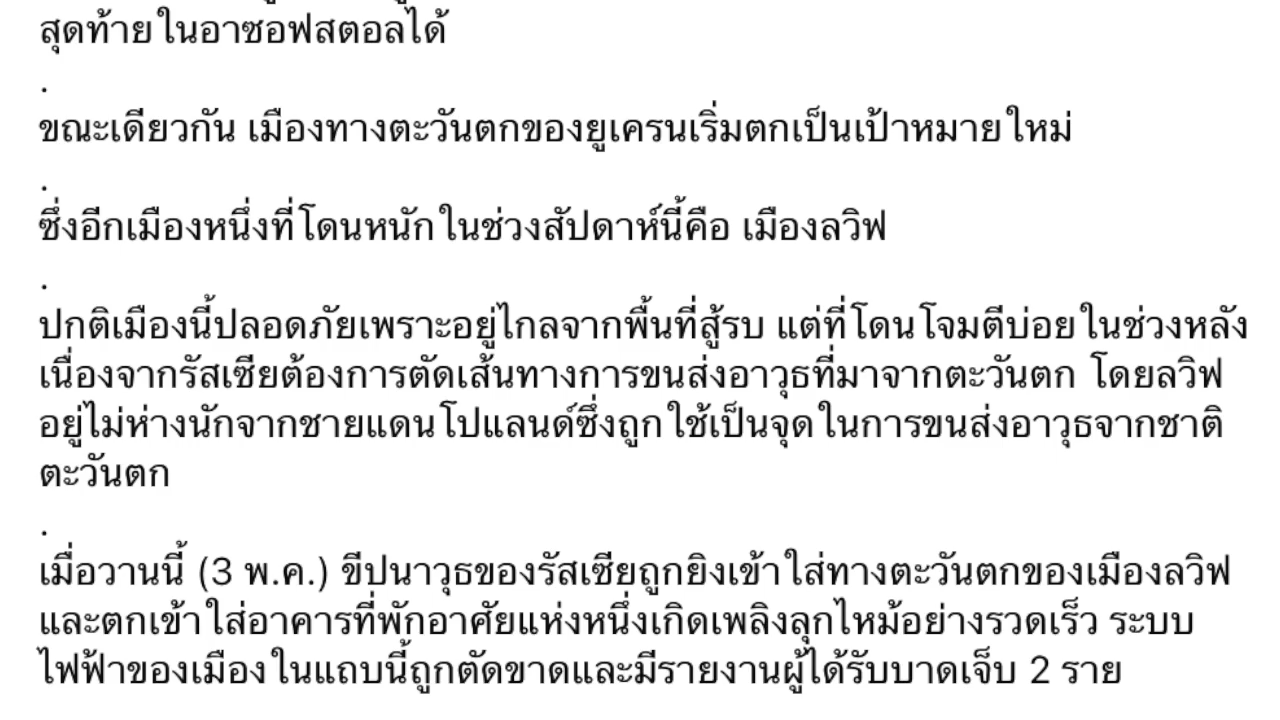 สุดท้ายในอาซอฟสตอลได้
.
ขณะเดียวกัน เมืองทางตะวันตกของยูเครนเริ่มตกเป็นเป้าหมายใหม่
.
ซึ่งอีกเมืองหนึ่งที่โดนหนักในช่วงสัปดาห์นี้คือ เมืองลวิฟ
.
ปกติเมืองนี้ปลอดภัยเพราะอยู่ไกลจากพื้นที่สู้รบ แต่ที่โดนโจมตีบ่อยในช่วงหลัง
เนื่องจากรัสเซียต้องการตัดเส้นทางการขนส่งอาวุธที่มาจากตะวันตก โดยลวิฟ
อยู่ไม่ห่างนักจากชายแดนโปแลนด์ซึ่งถูกใช้เป็นจุดในการขนส่งอาวุธจากชาติ
ตะวันตก
.
เมื่อวานนี้ (3 พ.ค.) ขีปนาวุธของรัสเซียถูกยิงเข้าใส่ทางตะวันตกของเมืองลวิฟ
และตกเข้าใส่อาคารที่พักอาศัยแห่งหนึ่งเกิดเพลิงลุกไหม้อย่างรวดเร็ว ระบบ
ไฟฟ้าของเมืองในแถบนี้ถูกตัดขาดและมีรายงานผู้ได้รับบาดเจ็บ 2 ราย